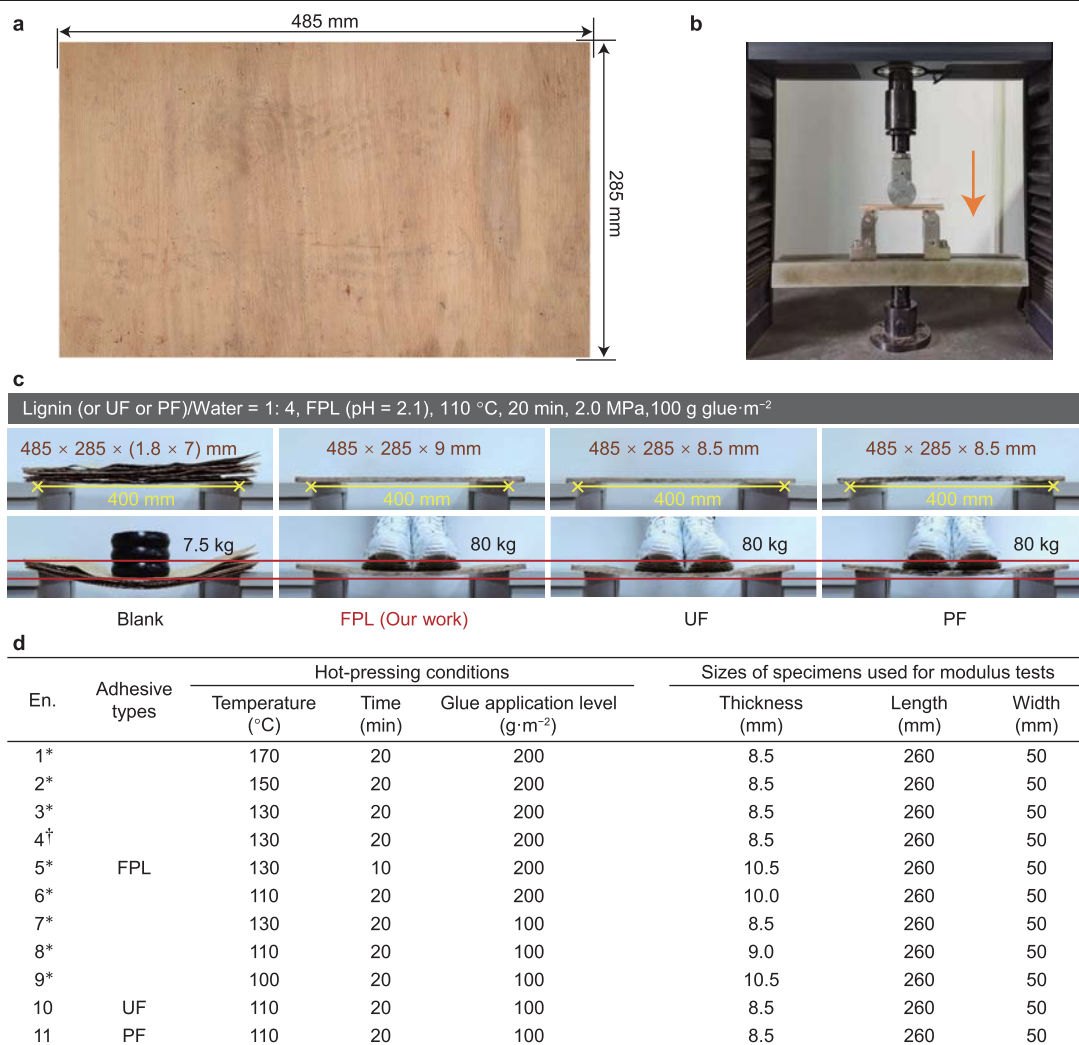 a
485 mm
285 mm
b
c
Lignin (or UF or PF)/Water = 1: 4, FPL (pH = 2.1), 110 °C, 20 min, 2.0 MPa,100 g glue·m⁻²
485 × 285 × (1.8 × 7) mm
485 × 285 × 9 mm
485 × 285 × 8.5 mm
485 × 285 × 8.5 mm
400 mm
400 mm
400 mm
400 mm
7.5 kg
80 kg
80 kg
80 kg
Blank
FPL (Our work)
UF
PF
d
En. Adhesive types Hot-pressing conditions Sizes of specimens used for modulus tests
Temperature (°C) Time (min) Glue application level (g·m⁻²) Thickness (mm) Length (mm) Width (mm)
1* 170 20 200 8.5 260 50
2* 150 20 200 8.5 260 50
3* 130 20 200 8.5 260 50
4† 130 20 200 8.5 260 50
5* FPL 130 10 200 10.5 260 50
6* 110 20 200 10.0 260 50
7* 130 20 100 8.5 260 50
8* 110 20 100 9.0 260 50
9* 100 20 100 10.5 260 50
10 UF 110 20 100 8.5 260 50
11 PF 110 20 100 8.5 260 50